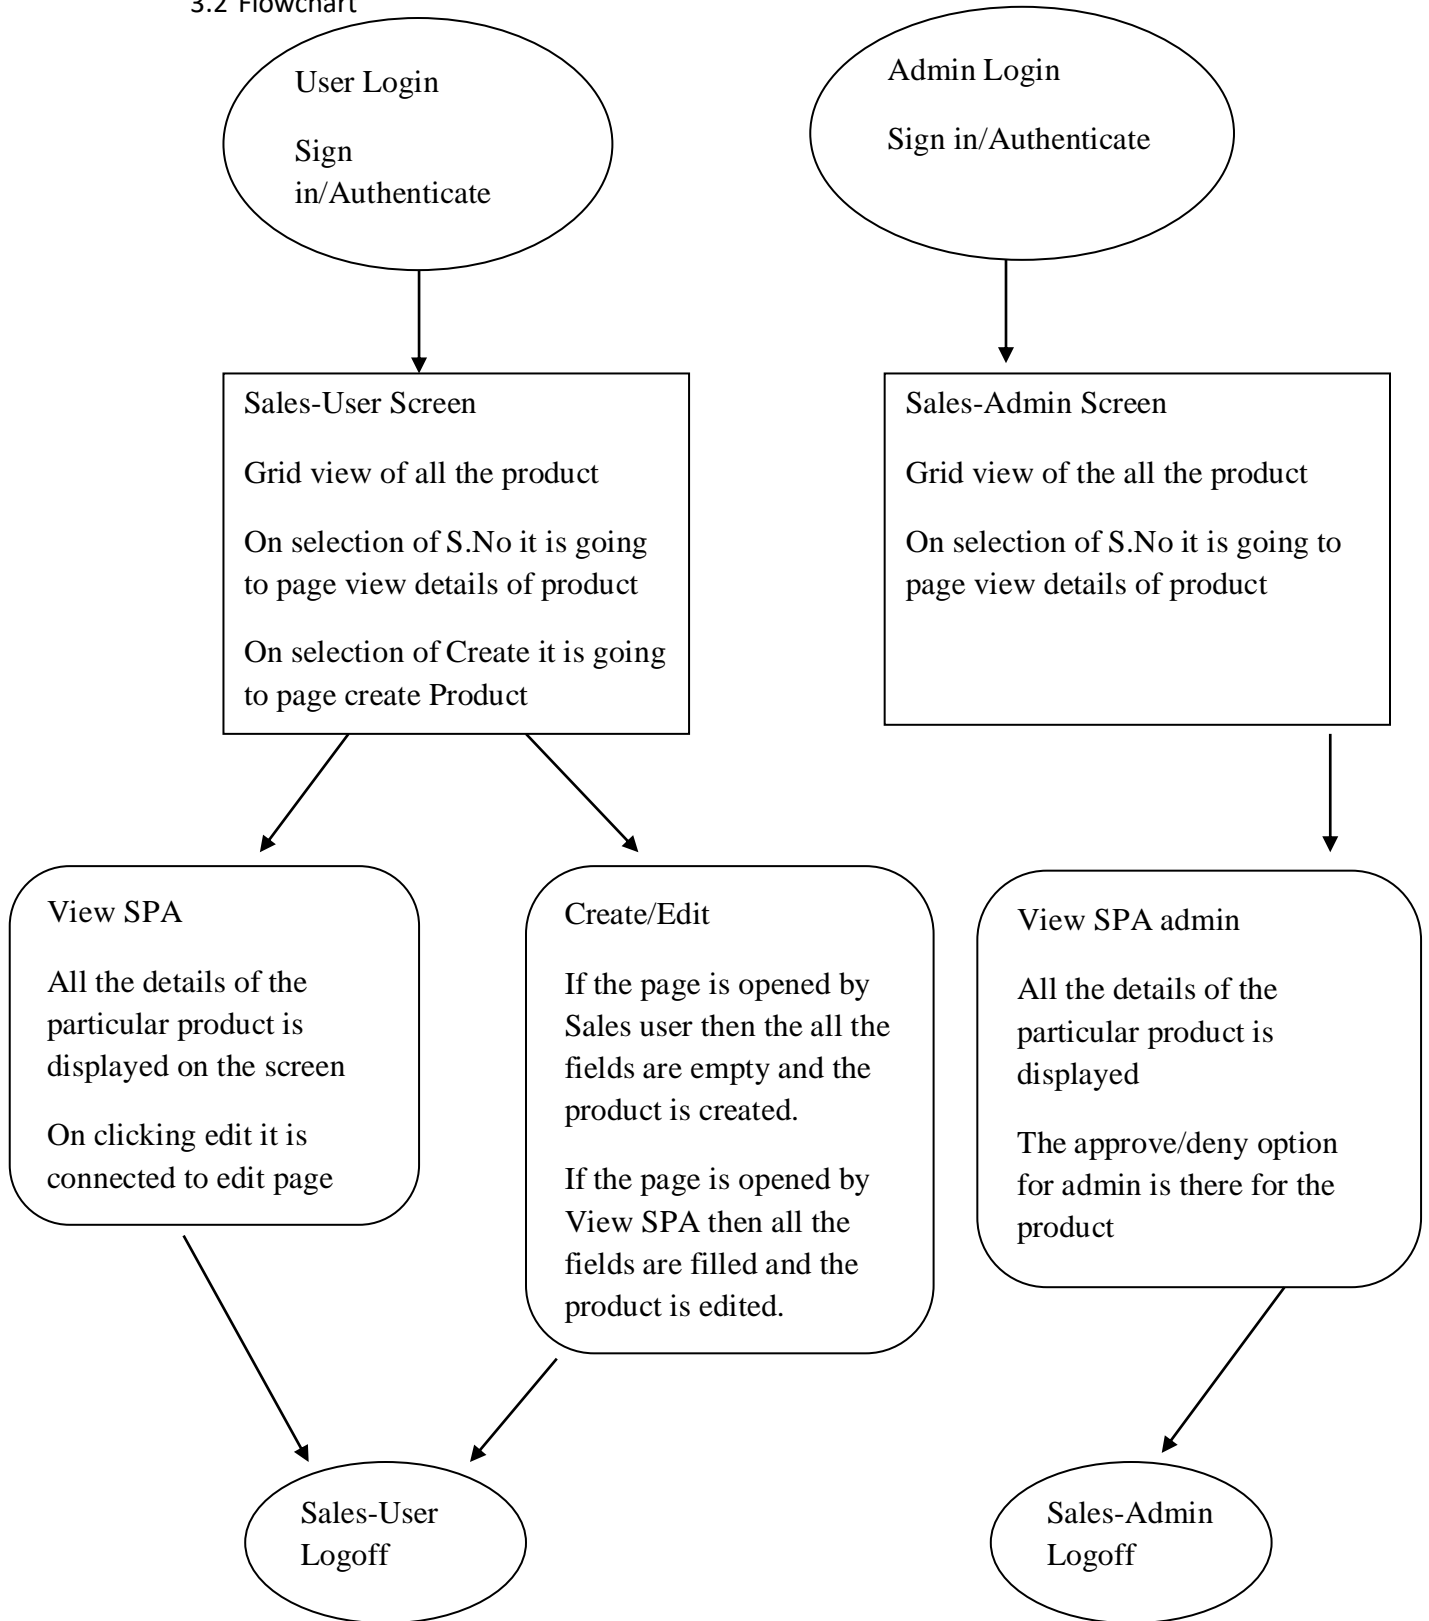 3.2 Flowchart
User Login
Sign
in/Authenticate
Admin Login
Sign in/Authenticate
Sales-User Screen
Grid view of all the product
On selection of S.No it is going
to page view details of product
On selection of Create it is going
to page create Product
Sales-Admin Screen
Grid view of the all the product
On selection of S.No it is going to
page view details of product
View SPA
All the details of the
particular product is
displayed on the screen
On clicking edit it is
connected to edit page
Create/Edit
If the page is opened by
Sales user then the all the
fields are empty and the
product is created.
If the page is opened by
View SPA then all the
fields are filled and the
product is edited.
View SPA admin
All the details of the
particular product is
displayed
The approve/deny option
for admin is there for the
product
Sales-User
Logoff
Sales-Admin
Logoff